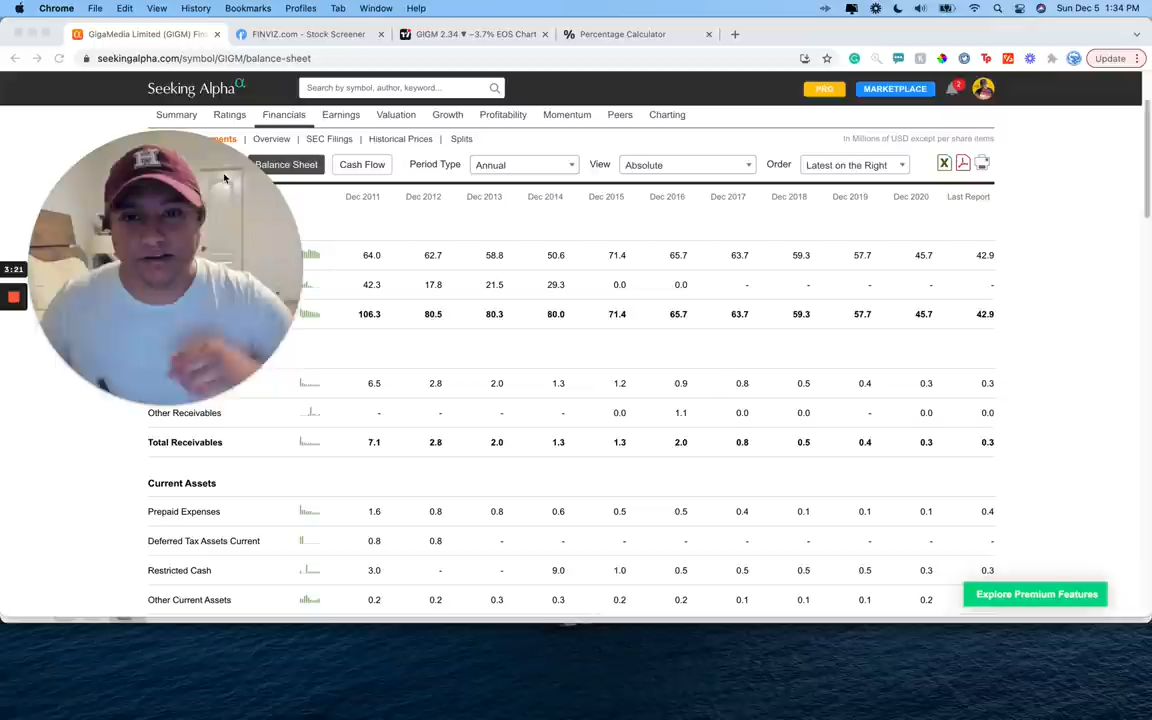 Chrome File Edit View History Bookmarks Profiles Tab Window Help Sun Dec 5 1:34 PM
GigaMedia Limited (GIGM) Fin × FINVIZ.com - Stock Screener × GIGM 2.34 ▼ −3.7% EOS Chart × Percentage Calculator × +
seekingalpha.com/symbol/GIGM/balance-sheet Update
Seeking Alpha α Search by symbol, author, keyword... PRO MARKETPLACE 2
Summary Ratings Financials Earnings Valuation Growth Profitability Momentum Peers Charting
Overview SEC Filings Historical Prices Splits In Millions of USD except per share items
Balance Sheet Cash Flow Period Type Annual View Absolute Order Latest on the Right
Dec 2011 Dec 2012 Dec 2013 Dec 2014 Dec 2015 Dec 2016 Dec 2017 Dec 2018 Dec 2019 Dec 2020 Last Report
64.0 62.7 58.8 50.6 71.4 65.7 63.7 59.3 57.7 45.7 42.9
3:21
42.3 17.8 21.5 29.3 0.0 0.0 - - - - -
106.3 80.5 80.3 80.0 71.4 65.7 63.7 59.3 57.7 45.7 42.9
6.5 2.8 2.0 1.3 1.2 0.9 0.8 0.5 0.4 0.3 0.3
Other Receivables - - - - 0.0 1.1 0.0 0.0 - 0.0 0.0
Total Receivables 7.1 2.8 2.0 1.3 1.3 2.0 0.8 0.5 0.4 0.3 0.3
Current Assets
Prepaid Expenses 1.6 0.8 0.8 0.6 0.5 0.5 0.4 0.1 0.1 0.1 0.4
Deferred Tax Assets Current 0.8 0.8 - - - - - - - - -
Restricted Cash 3.0 - - 9.0 1.0 0.5 0.5 0.5 0.5 0.3 0.3
Other Current Assets 0.2 0.2 0.3 0.3 0.2 0.2 0.1 0.1 0.1 0.2
Explore Premium Features